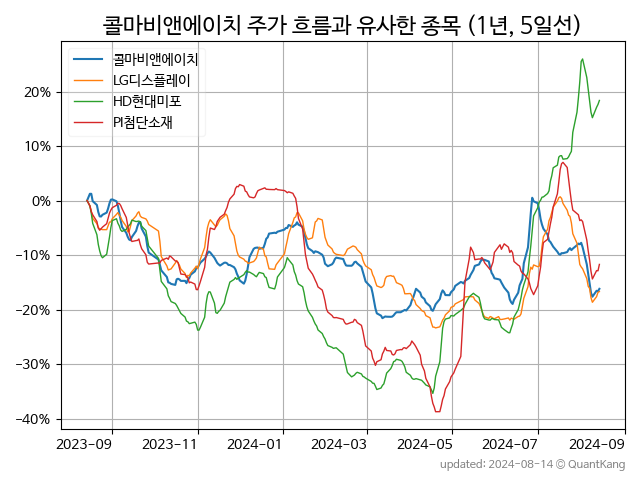 콜마비앤에이치 주가 흐름과 유사한 종목 (1년, 5일선)
콜마비앤에이치
LG디스플레이
HD현대미포
PI첨단소재
20%
10%
0%
−10%
−20%
−30%
−40%
2023-09 2023-11 2024-01 2024-03 2024-05 2024-07 2024-09
updated: 2024-08-14 © QuantKang